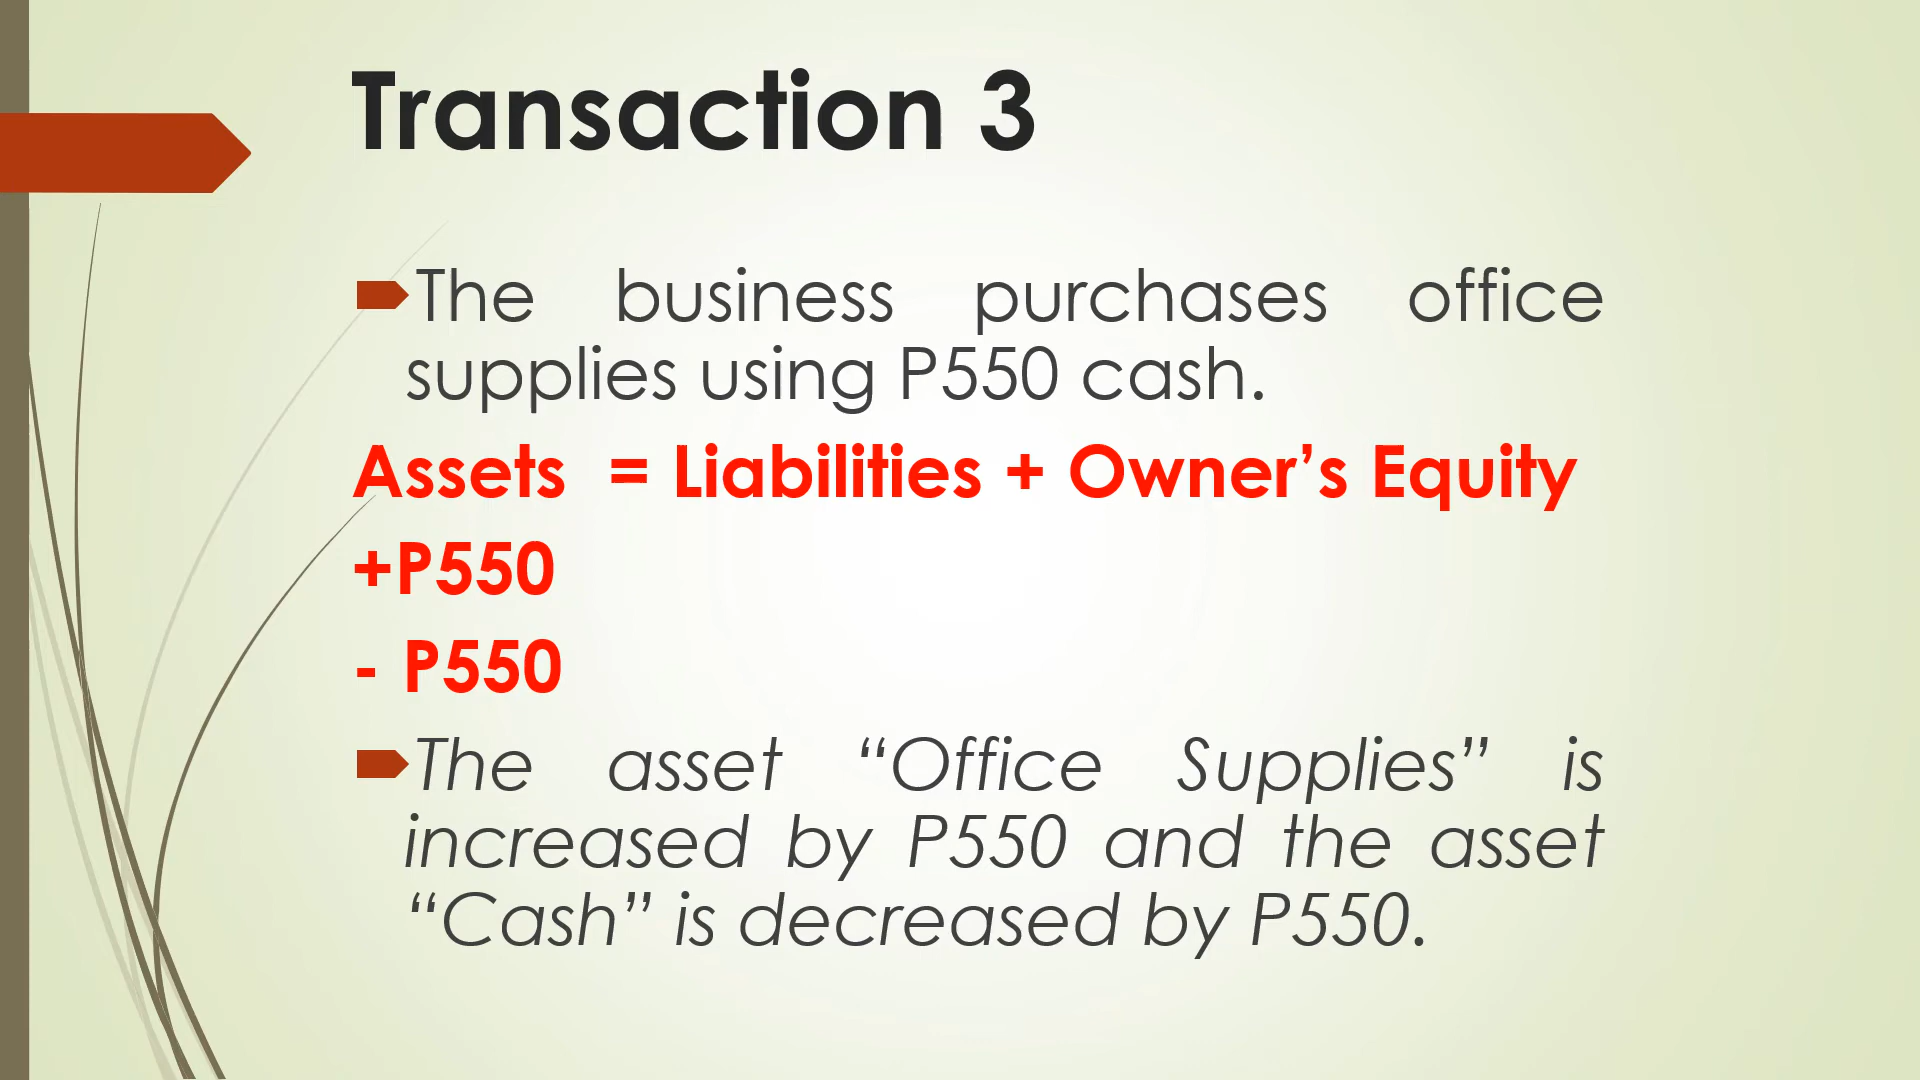 Transaction 3
The business purchases office
supplies using P550 cash.
Assets = Liabilities + Owner’s Equity
+P550
- P550
The asset “Office Supplies” is
increased by P550 and the asset
“Cash” is decreased by P550.